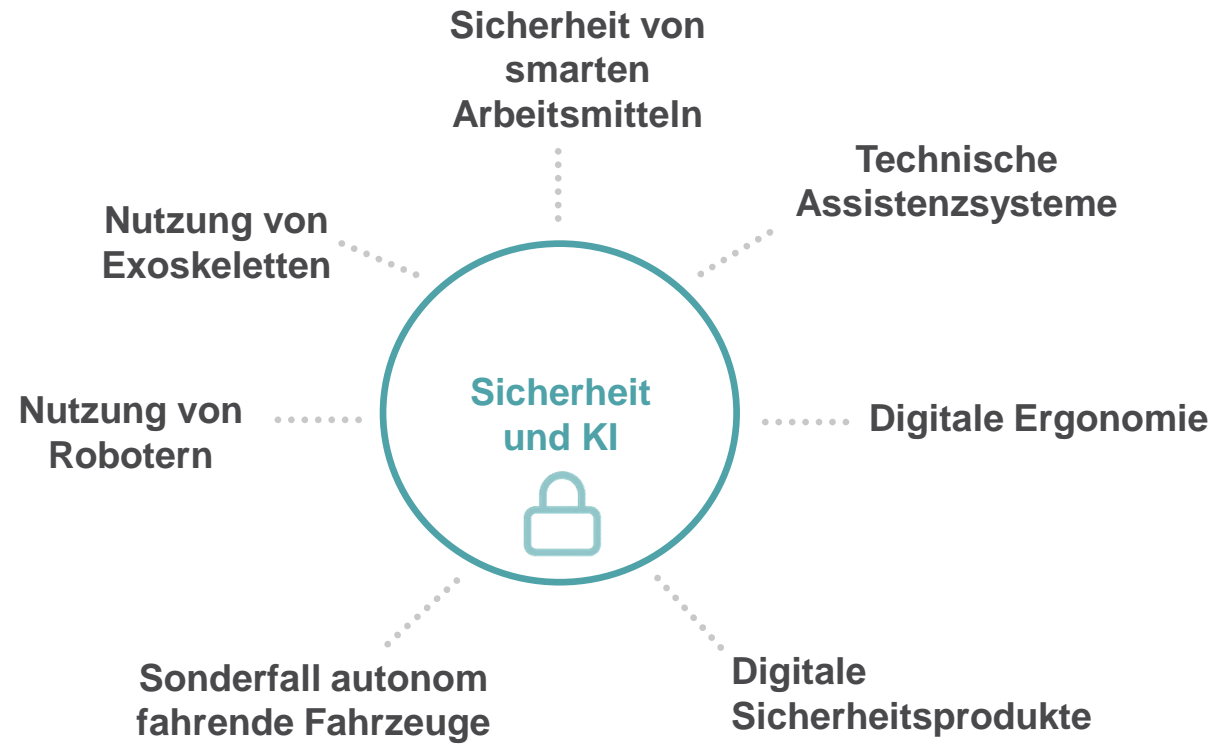 Sicherheit von
smarten
Arbeitsmitteln
Technische
Assistenzsysteme
Nutzung von
Exoskeletten
Sicherheit
und KI
Nutzung von
Robotern
Digitale Ergonomie
Sonderfall autonom
fahrende Fahrzeuge
Digitale
Sicherheitsprodukte